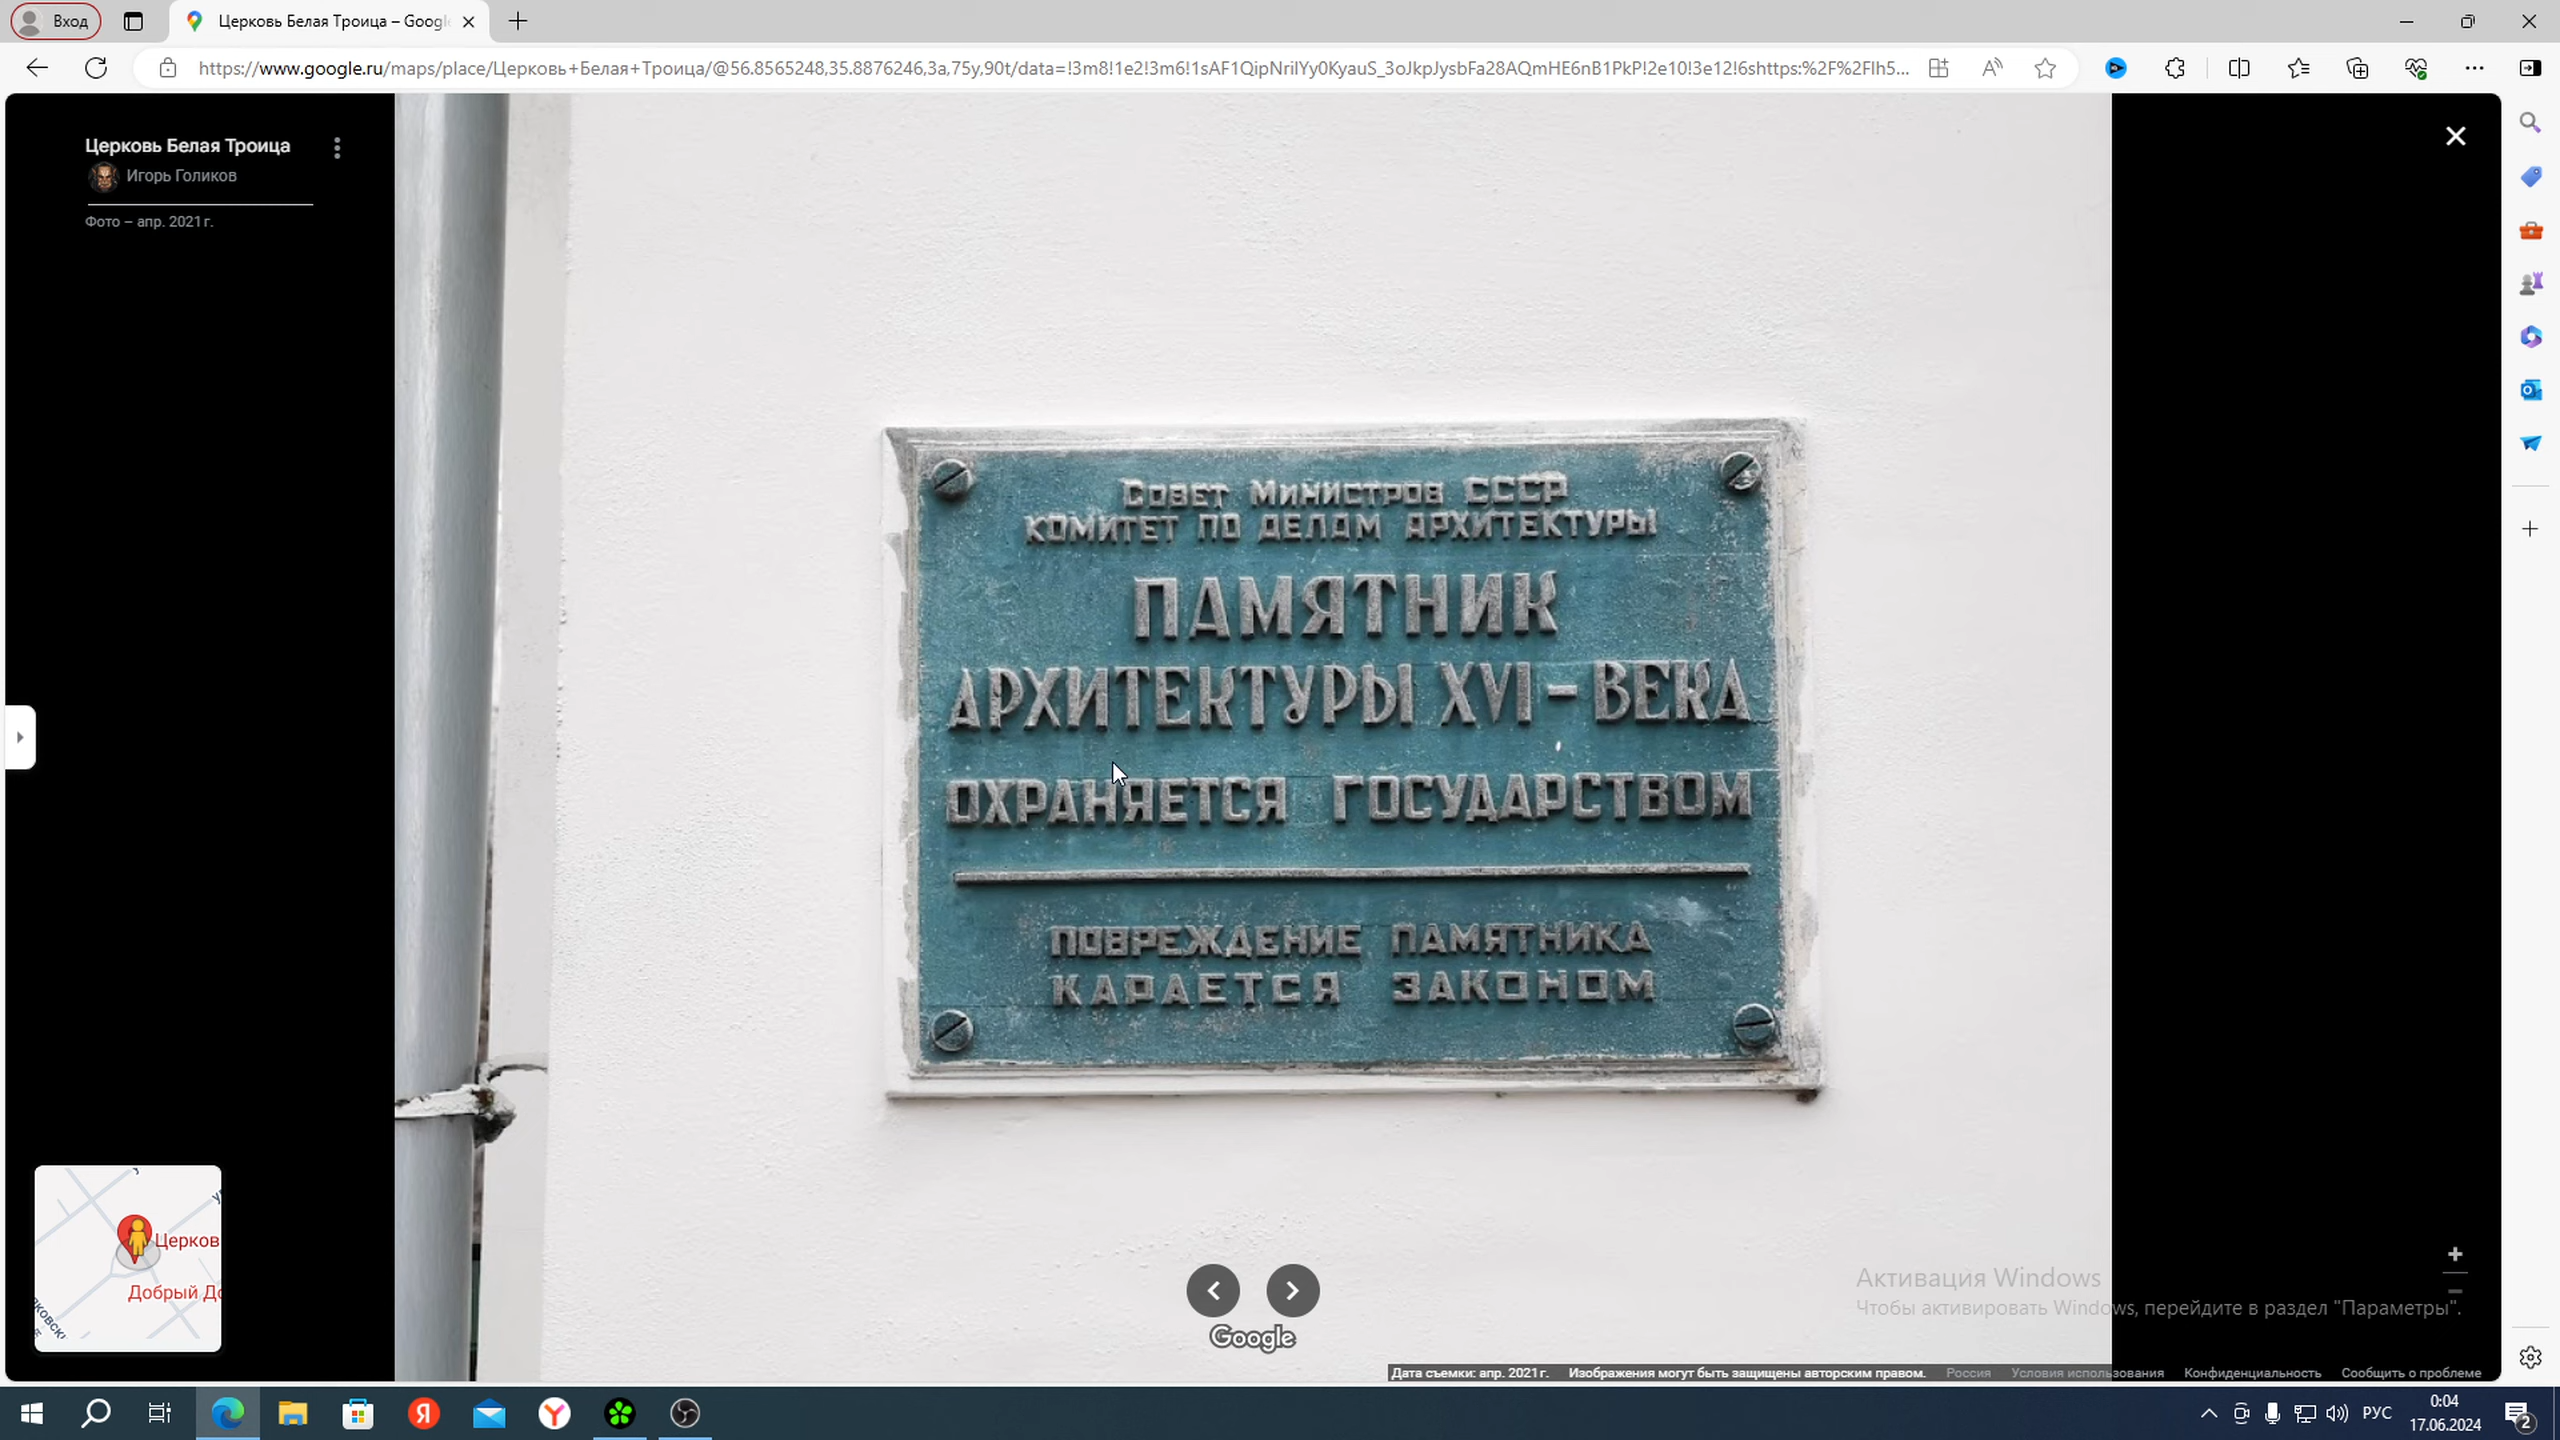 Вход
Церковь Белая Троица – Googl
https://www.google.ru/maps/place/Церковь+Белая+Троица/@56.8565248,35.8876246,3a,75y,90t/data=!3m8!1e2!3m6!1sAF1QipNrilYy0KyauS_3oJkpJysbFa28AQmHE6nB1PkP!2e10!3e12!6shttps:%2F%2Flh5...
Церковь Белая Троица
Игорь Голиков
Фото – апр. 2021 г.
Совет Министров СССР
КОМИТЕТ ПО ДЕЛАМ АРХИТЕКТУРЫ
ПАМЯТНИК
АРХИТЕКТУРЫ XVI – ВЕКА
ОХРАНЯЕТСЯ ГОСУДАРСТВОМ
ПОВРЕЖДЕНИЕ ПАМЯТНИКА
КАРАЕТСЯ ЗАКОНОМ
Церков
Добрый До
Google
Активация Windows
Чтобы активировать Windows, перейдите в раздел "Параметры".
Дата съемки: апр. 2021 г. Изображения могут быть защищены авторским правом. Россия Условия использования Конфиденциальность Сообщить о проблеме
РУС
0:04
17.06.2024
2